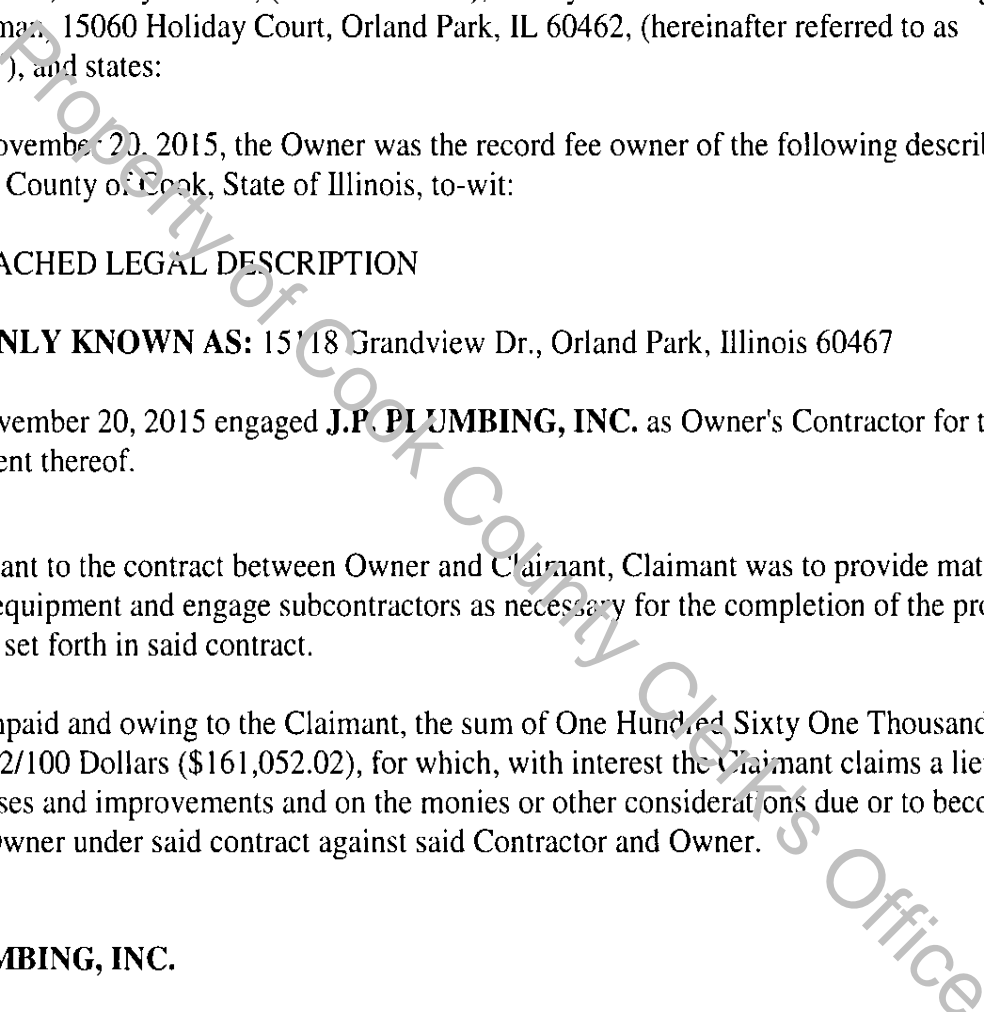 man, 15060 Holiday Court, Orland Park, IL 60462, (hereinafter referred to as
"), and states:
ovember 20, 2015, the Owner was the record fee owner of the following describ
County of Cook, State of Illinois, to-wit:
ACHED LEGAL DESCRIPTION
NLY KNOWN AS: 15118 Grandview Dr., Orland Park, Illinois 60467
vember 20, 2015 engaged J.P. PLUMBING, INC. as Owner's Contractor for t
ent thereof.
ant to the contract between Owner and Claimant, Claimant was to provide mat
equipment and engage subcontractors as necessary for the completion of the pro
set forth in said contract.
npaid and owing to the Claimant, the sum of One Hundred Sixty One Thousand
2/100 Dollars ($161,052.02), for which, with interest the Claimant claims a lie
ses and improvements and on the monies or other considerations due or to beco
Owner under said contract against said Contractor and Owner.
MBING, INC.
Property of Cook County Clerk's Office